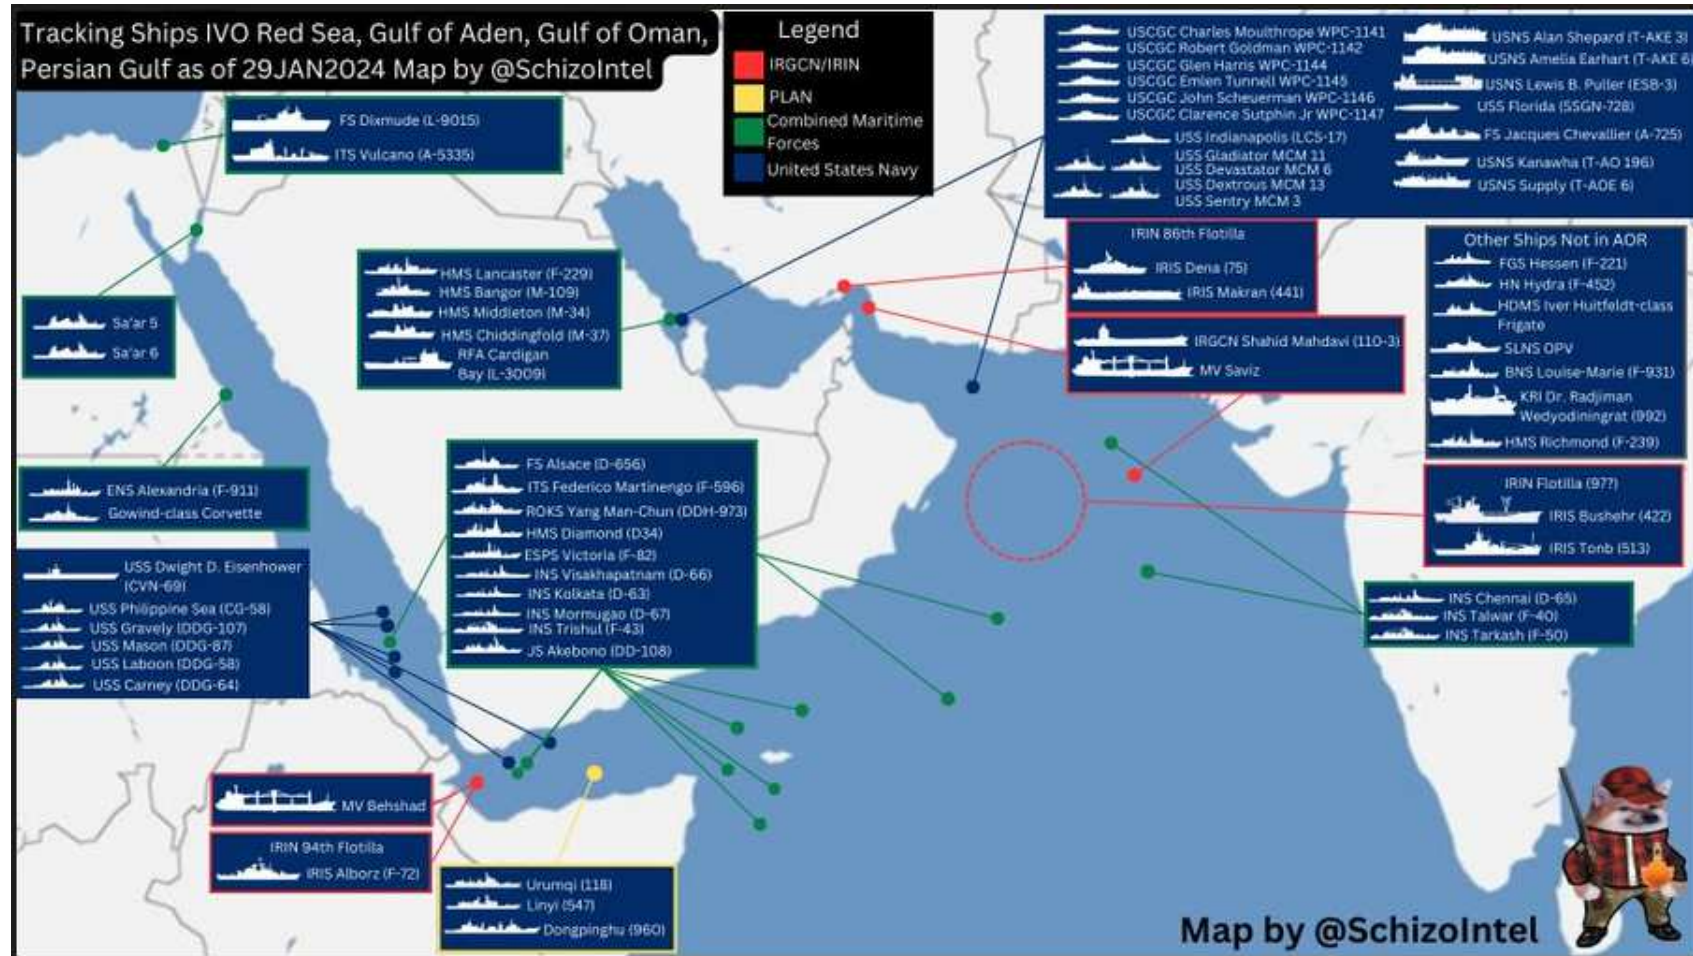 Tracking Ships IVO Red Sea, Gulf of Aden, Gulf of Oman,
Persian Gulf as of 29JAN2024 Map by @SchizoIntel
Legend
IRGCN/IRIN
PLAN
Combined Maritime
Forces
United States Navy
USCGC Charles Moulthrope WPC-1141
USCGC Robert Goldman WPC-1142
USCGC Glen Harris WPC-1144
USCGC Emlen Tunnell WPC-1145
USCGC John Scheuerman WPC-1146
USCGC Clarence Sutphin Jr WPC-1147
USS Indianapolis (LCS-17)
USS Gladiator MCM 11
USS Devastator MCM 6
USS Dextrous MCM 13
USS Sentry MCM 3
USNS Alan Shepard (T-AKE 3)
USNS Amelia Earhart (T-AKE 6)
USNS Lewis B. Puller (ESB-3)
USS Florida (SSGN-728)
FS Jacques Chevallier (A-725)
USNS Kanawha (T-AO 196)
USNS Supply (T-AOE 6)
FS Dixmude (L-9015)
ITS Vulcano (A-5335)
IRIN 86th Flotilla
IRIS Dena (75)
IRIS Makran (441)
Other Ships Not in AOR
FGS Hessen (F-221)
HN Hydra (F-452)
HDMS Iver Huitfeldt-class
Frigate
SLNS OPV
BNS Louise-Marie (F-931)
KRI Dr. Radjiman
Wedyodiningrat (992)
HMS Richmond (F-239)
HMS Lancaster (F-229)
HMS Bangor (M-109)
HMS Middleton (M-34)
HMS Chiddingfold (M-37)
RFA Cardigan
Bay (L-3009)
Sa'ar 5
Sa'ar 6
IRGCN Shahid Mahdavi (110-3)
MV Saviz
FS Alsace (D-656)
ITS Federico Martinengo (F-596)
ROKS Yang Man-Chun (DDH-973)
HMS Diamond (D34)
ESPS Victoria (F-82)
INS Visakhapatnam (D-66)
INS Kolkata (D-63)
INS Mormugao (D-67)
INS Trishul (F-43)
JS Akebono (DD-108)
ENS Alexandria (F-911)
Gowind-class Corvette
IRIN Flotilla (97?)
IRIS Bushehr (422)
IRIS Tonb (513)
USS Dwight D. Eisenhower
(CVN-69)
USS Philippine Sea (CG-58)
USS Gravely (DDG-107)
USS Mason (DDG-87)
USS Laboon (DDG-58)
USS Carney (DDG-64)
INS Chennai (D-65)
INS Talwar (F-40)
INS Tarkash (F-50)
MV Behshad
IRIN 94th Flotilla
IRIS Alborz (F-72)
Urumqi (118)
Linyi (547)
Dongpinghu (960)
Map by @SchizoIntel